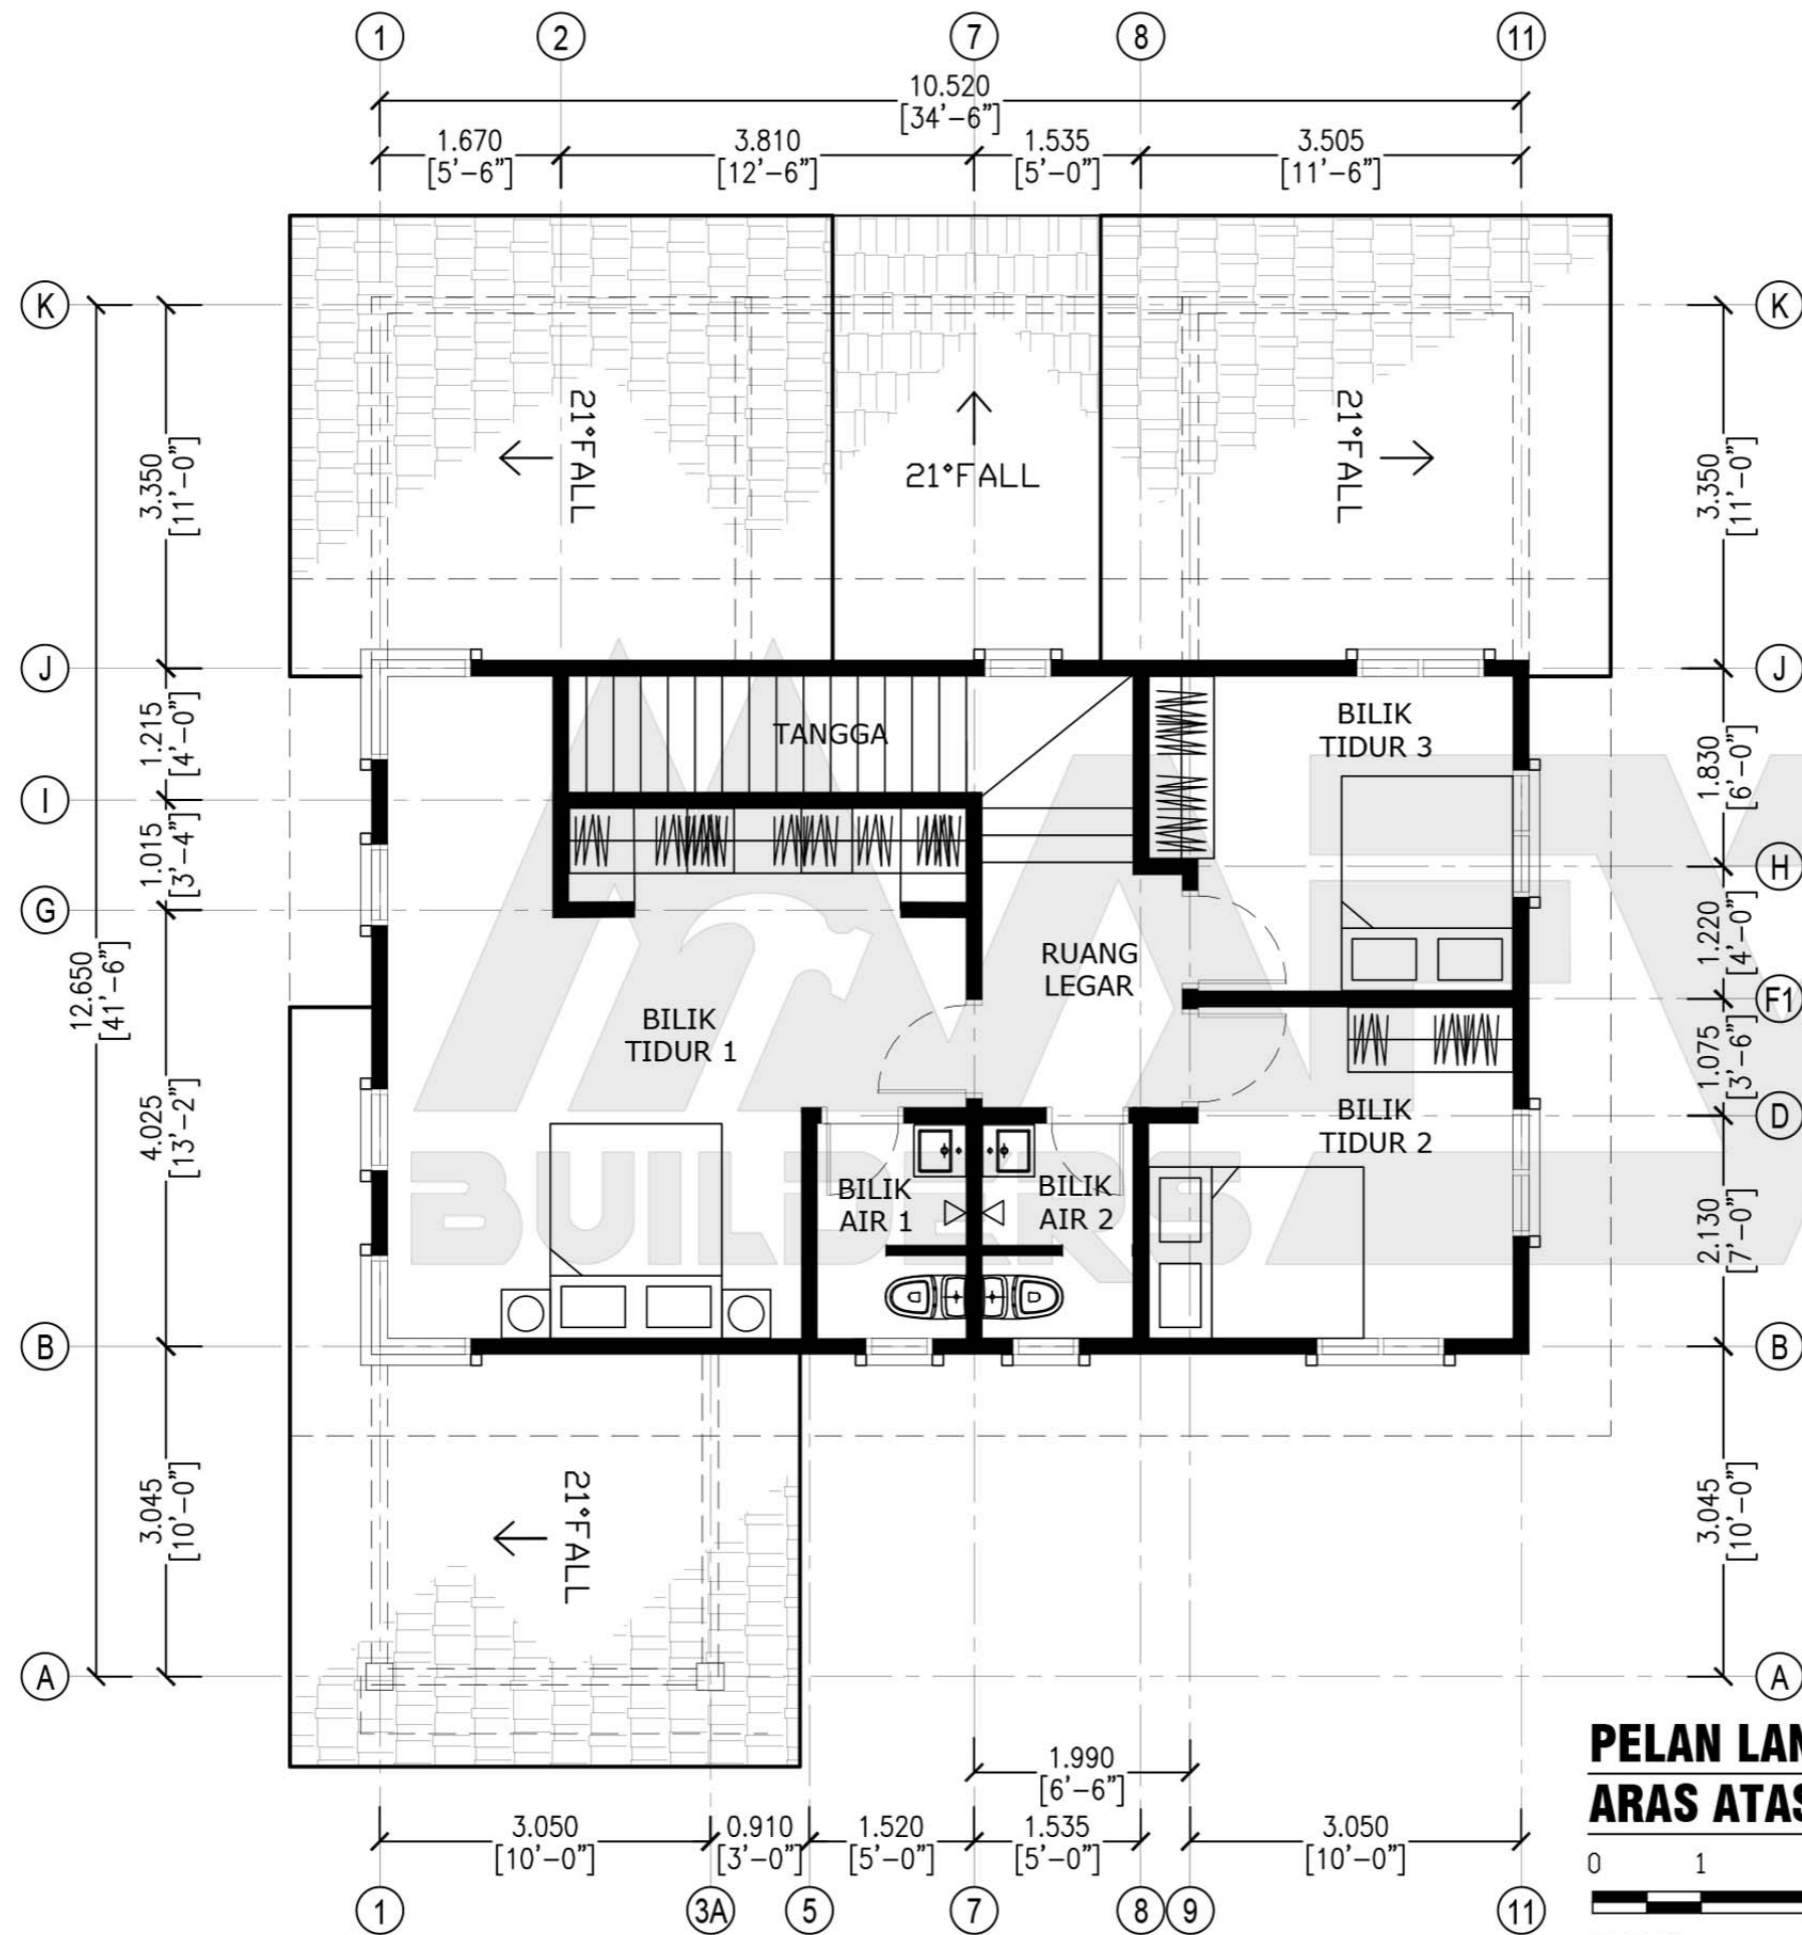 1 2 7 8 11
10.520
[34'-6"]
1.670 3.810 1.535 3.505
[5'-6"] [12'-6"] [5'-0"] [11'-6"]
K K
21°FALL
21°FALL
21°FALL
3.350
[11'-0"]
3.350
[11'-0"]
J J
TANGGA
BILIK
TIDUR 3
1.215
[4'-0"]
1.830
[6'-0"]
I
H
1.015
[3'-4"]
G
1.220
[4'-0"]
RUANG
LEGAR
12.650
[41'-6"]
F1
BILIK
TIDUR 1
1.075
[3'-6"]
4.025
[13'-2"]
D
BILIK
TIDUR 2
BUILDERS
BILIK
AIR 1
BILIK
AIR 2
2.130
[7'-0"]
B B
3.045
[10'-0"]
21°FALL
3.045
[10'-0"]
A A
PELAN LAN
ARAS ATAS
1.990
[6'-6"]
3.050 0.910 1.520 1.535 3.050
[10'-0"] [3'-0"] [5'-0"] [5'-0"] [10'-0"]
0 1
1 3A 5 7 8 9 11